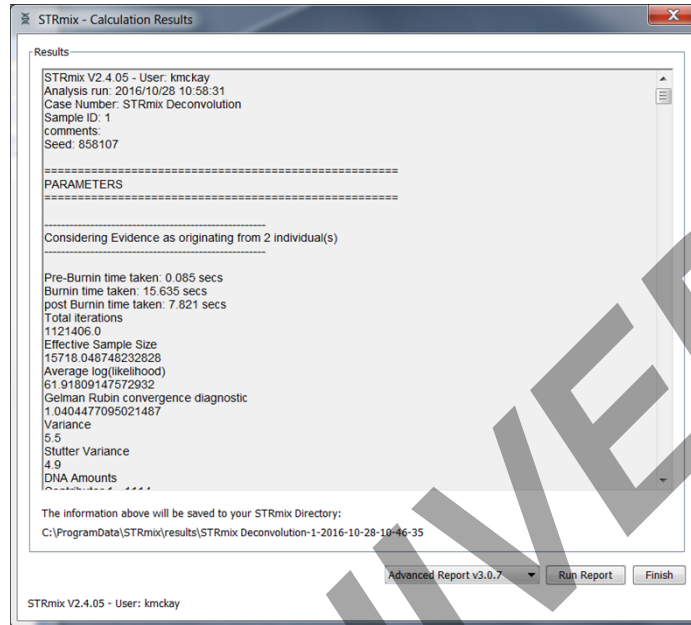 STRmix - Calculation Results
Results
STRmix V2.4.05 - User: kmckay
Analysis run: 2016/10/28 10:58:31
Case Number: STRmix Deconvolution
Sample ID: 1
comments:
Seed: 858107
=====================================================
PARAMETERS
=====================================================
-----------------------------------------------------
Considering Evidence as originating from 2 individual(s)
-----------------------------------------------------
Pre-Burnin time taken: 0.085 secs
Burnin time taken: 15.635 secs
post Burnin time taken: 7.821 secs
Total iterations
1121406.0
Effective Sample Size
15718.048748232828
Average log(likelihood)
61.91809147572932
Gelman Rubin convergence diagnostic
1.0404477095021487
Variance
5.5
Stutter Variance
4.9
DNA Amounts
The information above will be saved to your STRmix Directory:
C:\ProgramData\STRmix\results\STRmix Deconvolution-1-2016-10-28-10-46-35
Advanced Report v3.0.7 Run Report Finish
STRmix V2.4.05 - User: kmckay